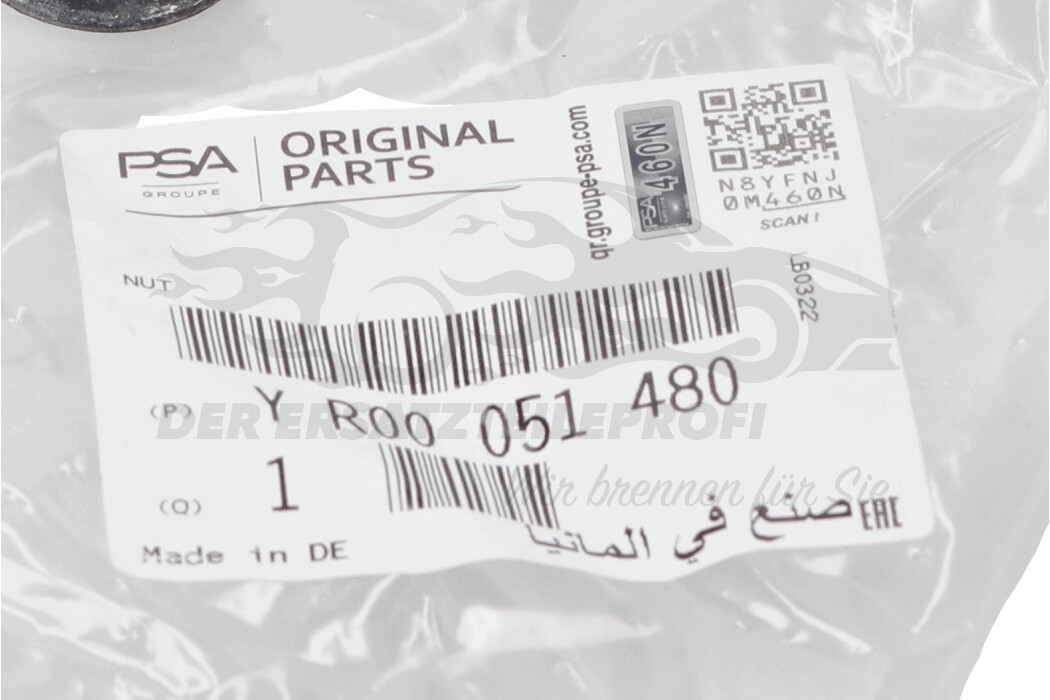 PSA
GROUPE
ORIGINAL
PARTS
qr.groupe-psa.com
PSA 460N
N8YFNJ
0M460N
SCAN!
NUT
LB0322
(P) Y R00 051 480
DER ERSATZTEILEPROFI
(Q) 1
Wir brennen für Sie
صنع في المانيا
EAC
Made in DE